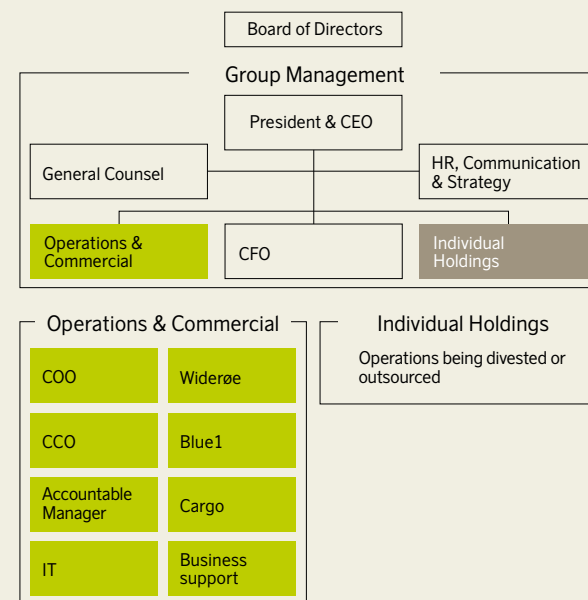 Board of Directors
Group Management
President & CEO
General Counsel
HR, Communication
& Strategy
Operations &
Commercial
CFO
Individual
Holdings
Operations & Commercial
COO
Widerøe
CCO
Blue1
Accountable
Manager
Cargo
IT
Business
support
Individual Holdings
Operations being divested or
outsourced